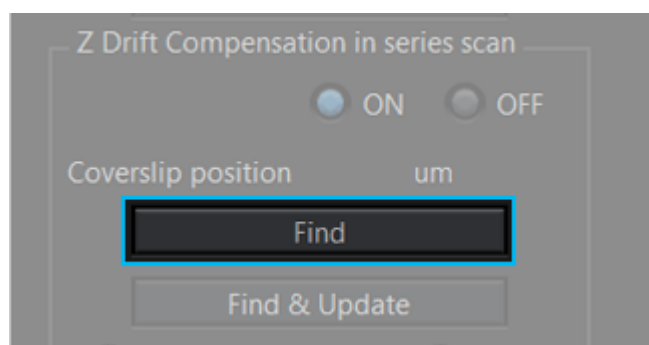 Z Drift Compensation in series scan
ON OFF
Coverslip position um
Find
Find & Update